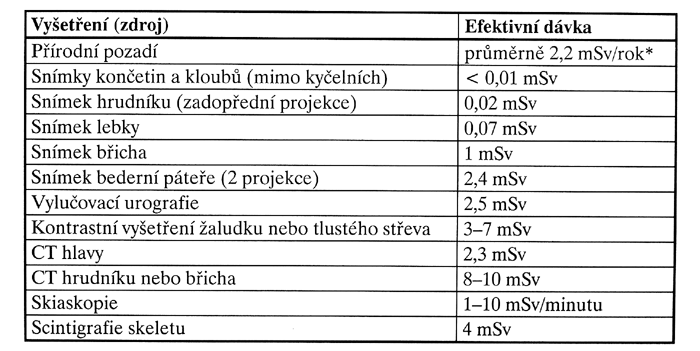 Vyšetření (zdroj) Efektivní dávka
Přírodní pozadí průměrně 2,2 mSv/rok*
Snímky končetin a kloubů (mimo kyčelních) < 0,01 mSv
Snímek hrudníku (zadopřední projekce) 0,02 mSv
Snímek lebky 0,07 mSv
Snímek břicha 1 mSv
Snímek bederní páteře (2 projekce) 2,4 mSv
Vylučovací urografie 2,5 mSv
Kontrastní vyšetření žaludku nebo tlustého střeva 3–7 mSv
CT hlavy 2,3 mSv
CT hrudníku nebo břicha 8–10 mSv
Skiaskopie 1–10 mSv/minutu
Scintigrafie skeletu 4 mSv